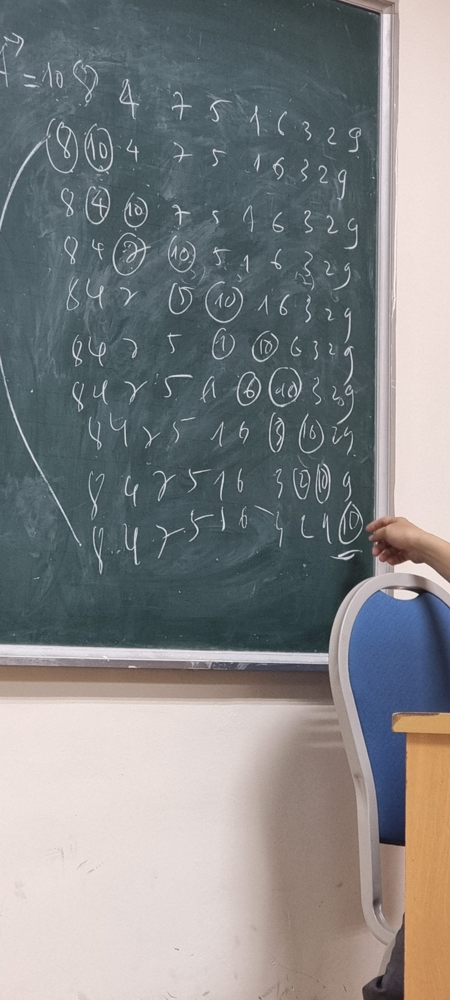 = 10 8 4 7 5 1 6 3 2 9
8 10 4 7 5 1 6 3 2 9
8 4 10 7 5 1 6 3 2 9
8 4 7 10 5 1 6 3 2 9
8 4 7 5 10 1 6 3 2 9
8 4 7 5 1 10 6 3 2 9
8 4 7 5 1 6 10 3 2 9
8 4 7 5 1 6 3 10 2 9
8 4 7 5 1 6 3 2 10 9
8 4 7 5 1 6 3 2 9 10